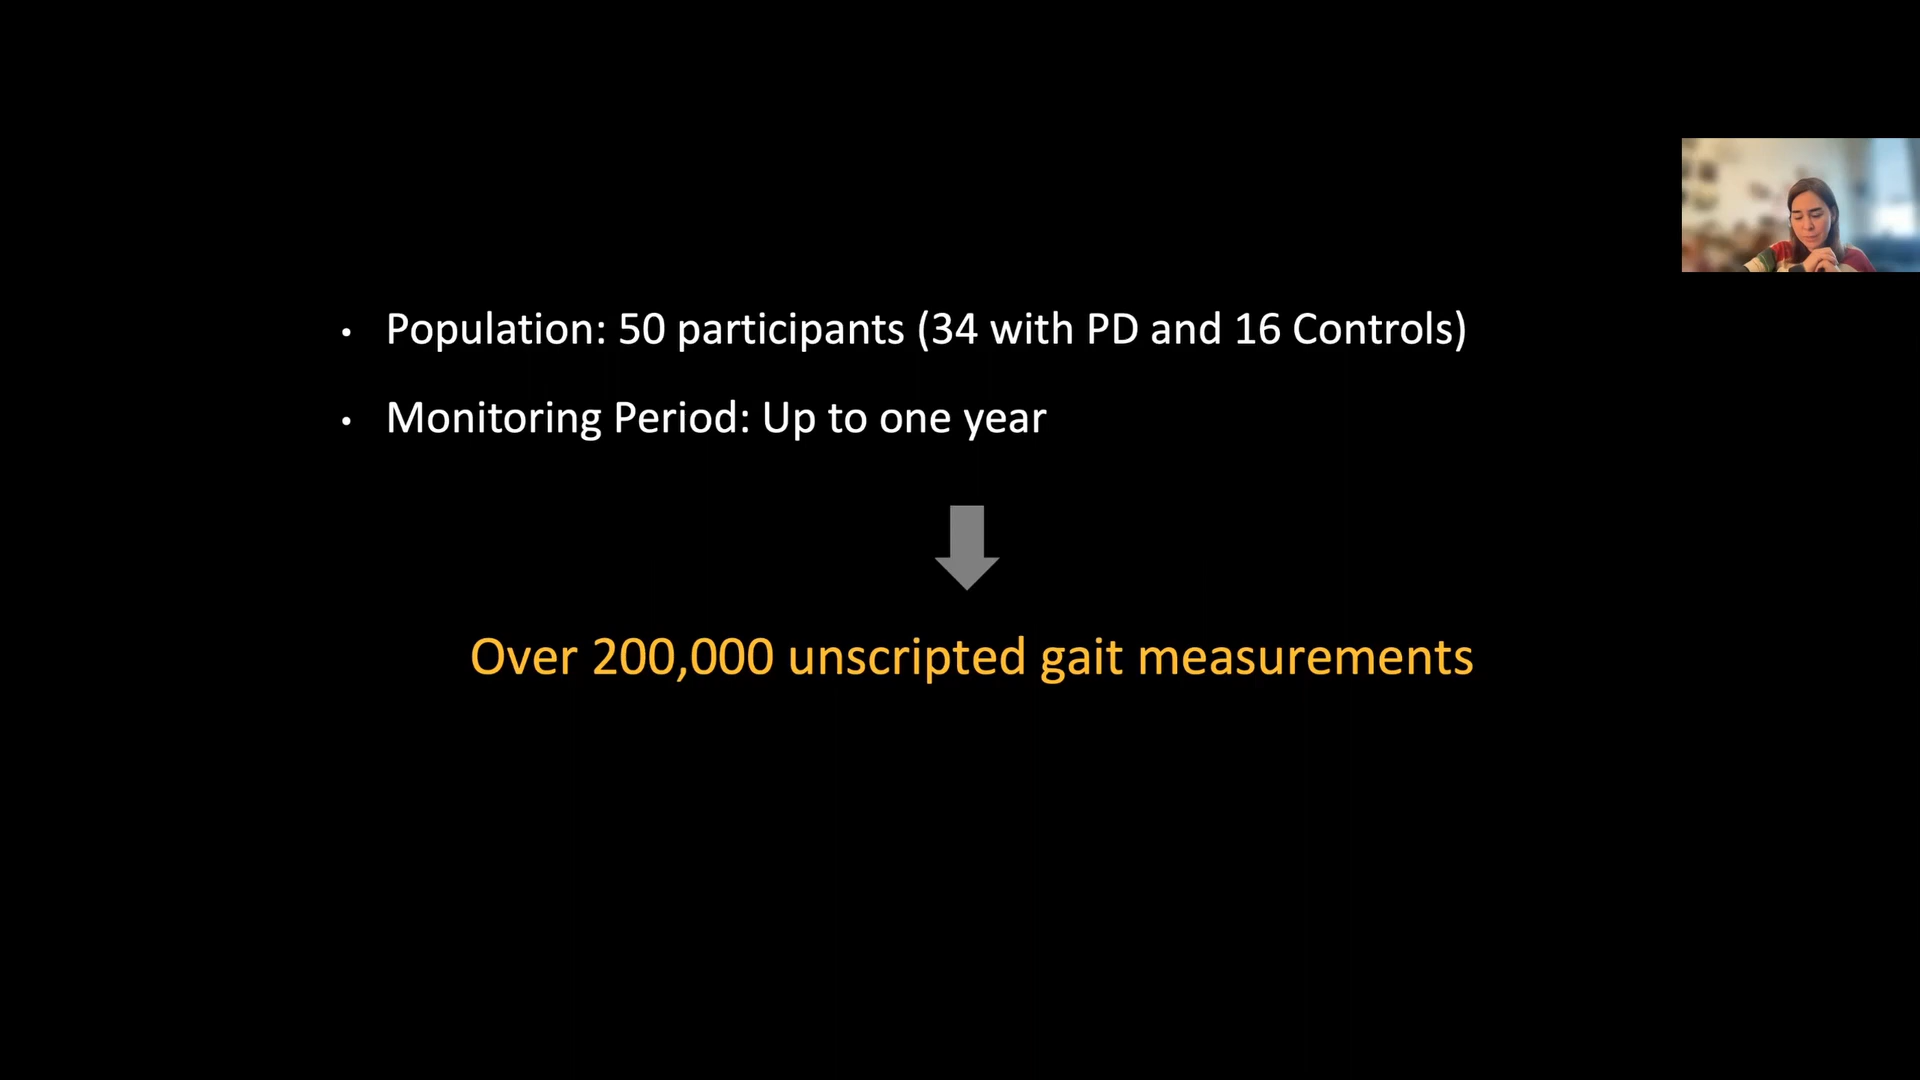 • Population: 50 participants (34 with PD and 16 Controls)
• Monitoring Period: Up to one year
Over 200,000 unscripted gait measurements